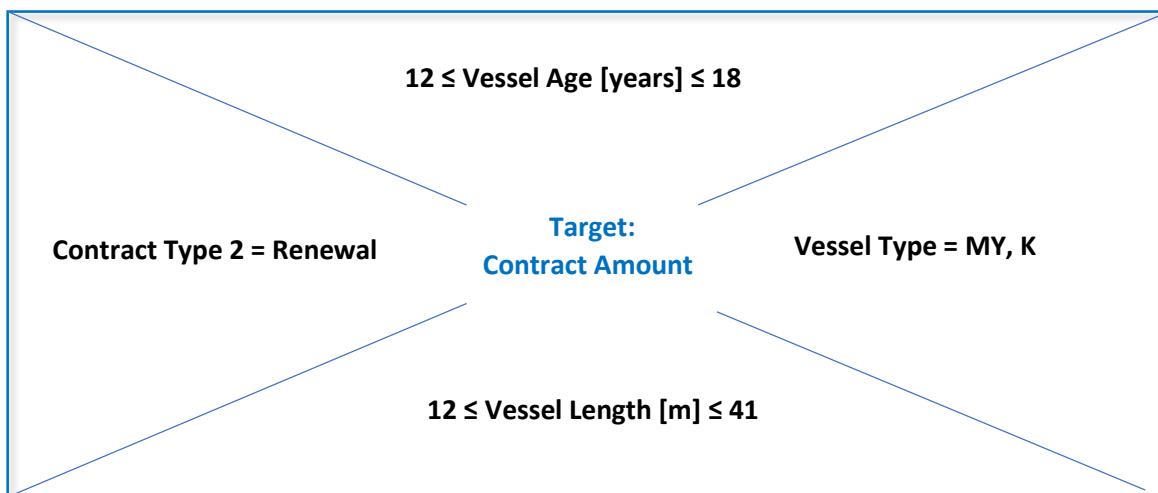 12 ≤ Vessel Age [years] ≤ 18
Contract Type 2 = Renewal
Target:
Contract Amount
Vessel Type = MY, K
12 ≤ Vessel Length [m] ≤ 41